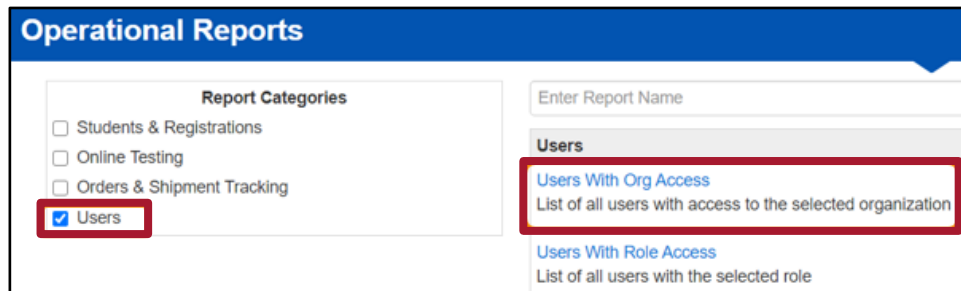 Operational Reports
Report Categories
Students & Registrations
Online Testing
Orders & Shipment Tracking
Users
Enter Report Name
Users
Users With Org Access
List of all users with access to the selected organization
Users With Role Access
List of all users with the selected role